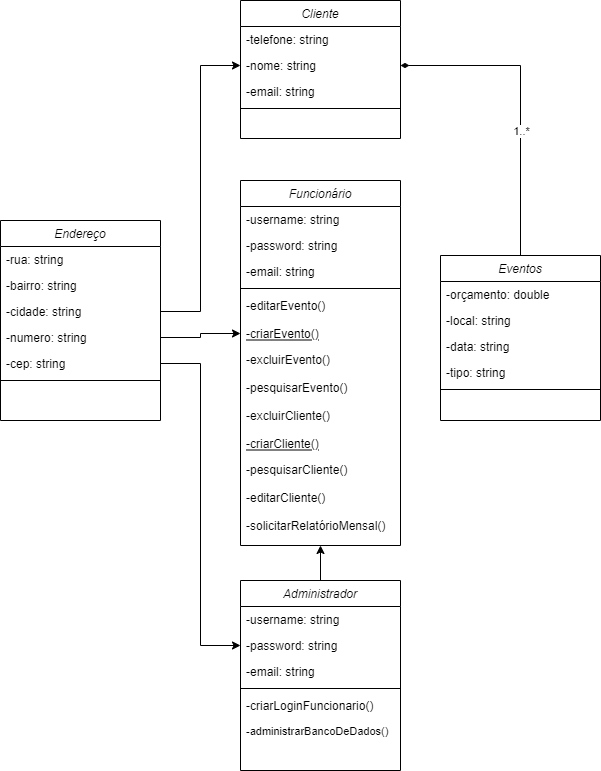 Cliente
-telefone: string
-nome: string
-email: string
1..*
Funcionário
-username: string
-password: string
-email: string
-editarEvento()
-criarEvento()
-excluirEvento()
-pesquisarEvento()
-excluirCliente()
-criarCliente()
-pesquisarCliente()
-editarCliente()
-solicitarRelatórioMensal()
Endereço
-rua: string
-bairro: string
-cidade: string
-numero: string
-cep: string
Eventos
-orçamento: double
-local: string
-data: string
-tipo: string
Administrador
-username: string
-password: string
-email: string
-criarLoginFuncionario()
-administrarBancoDeDados()